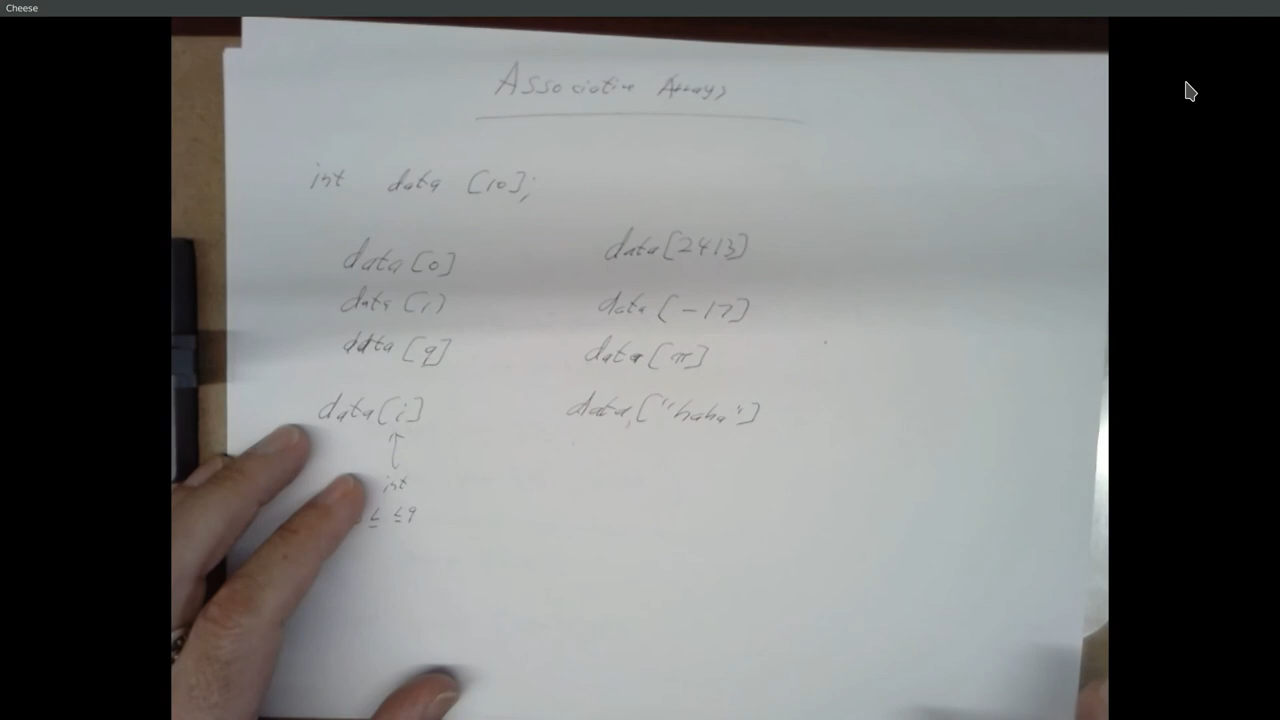 Cheese
Associative Arrays
int data [10];
data[0]
data[1]
data[9]
data[i]
int
≤ ≤9
data[2413]
data[-17]
data[π]
data["haha"]